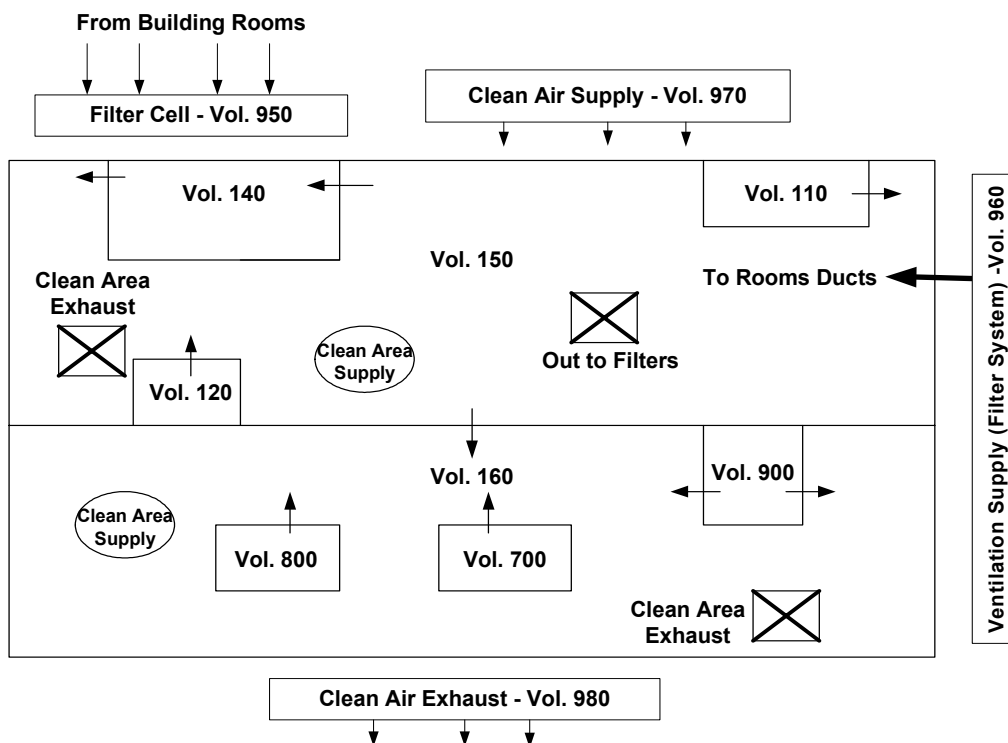 From Building Rooms
Filter Cell - Vol. 950
Clean Air Supply - Vol. 970
Vol. 140
Vol. 110
Vol. 150
To Rooms Ducts
Ventilation Supply (Filter System) -Vol. 960
Clean Area
Exhaust
Clean Area
Supply
Out to Filters
Vol. 120
Vol. 160
Vol. 900
Clean Area
Supply
Vol. 800
Vol. 700
Clean Area
Exhaust
Clean Air Exhaust - Vol. 980